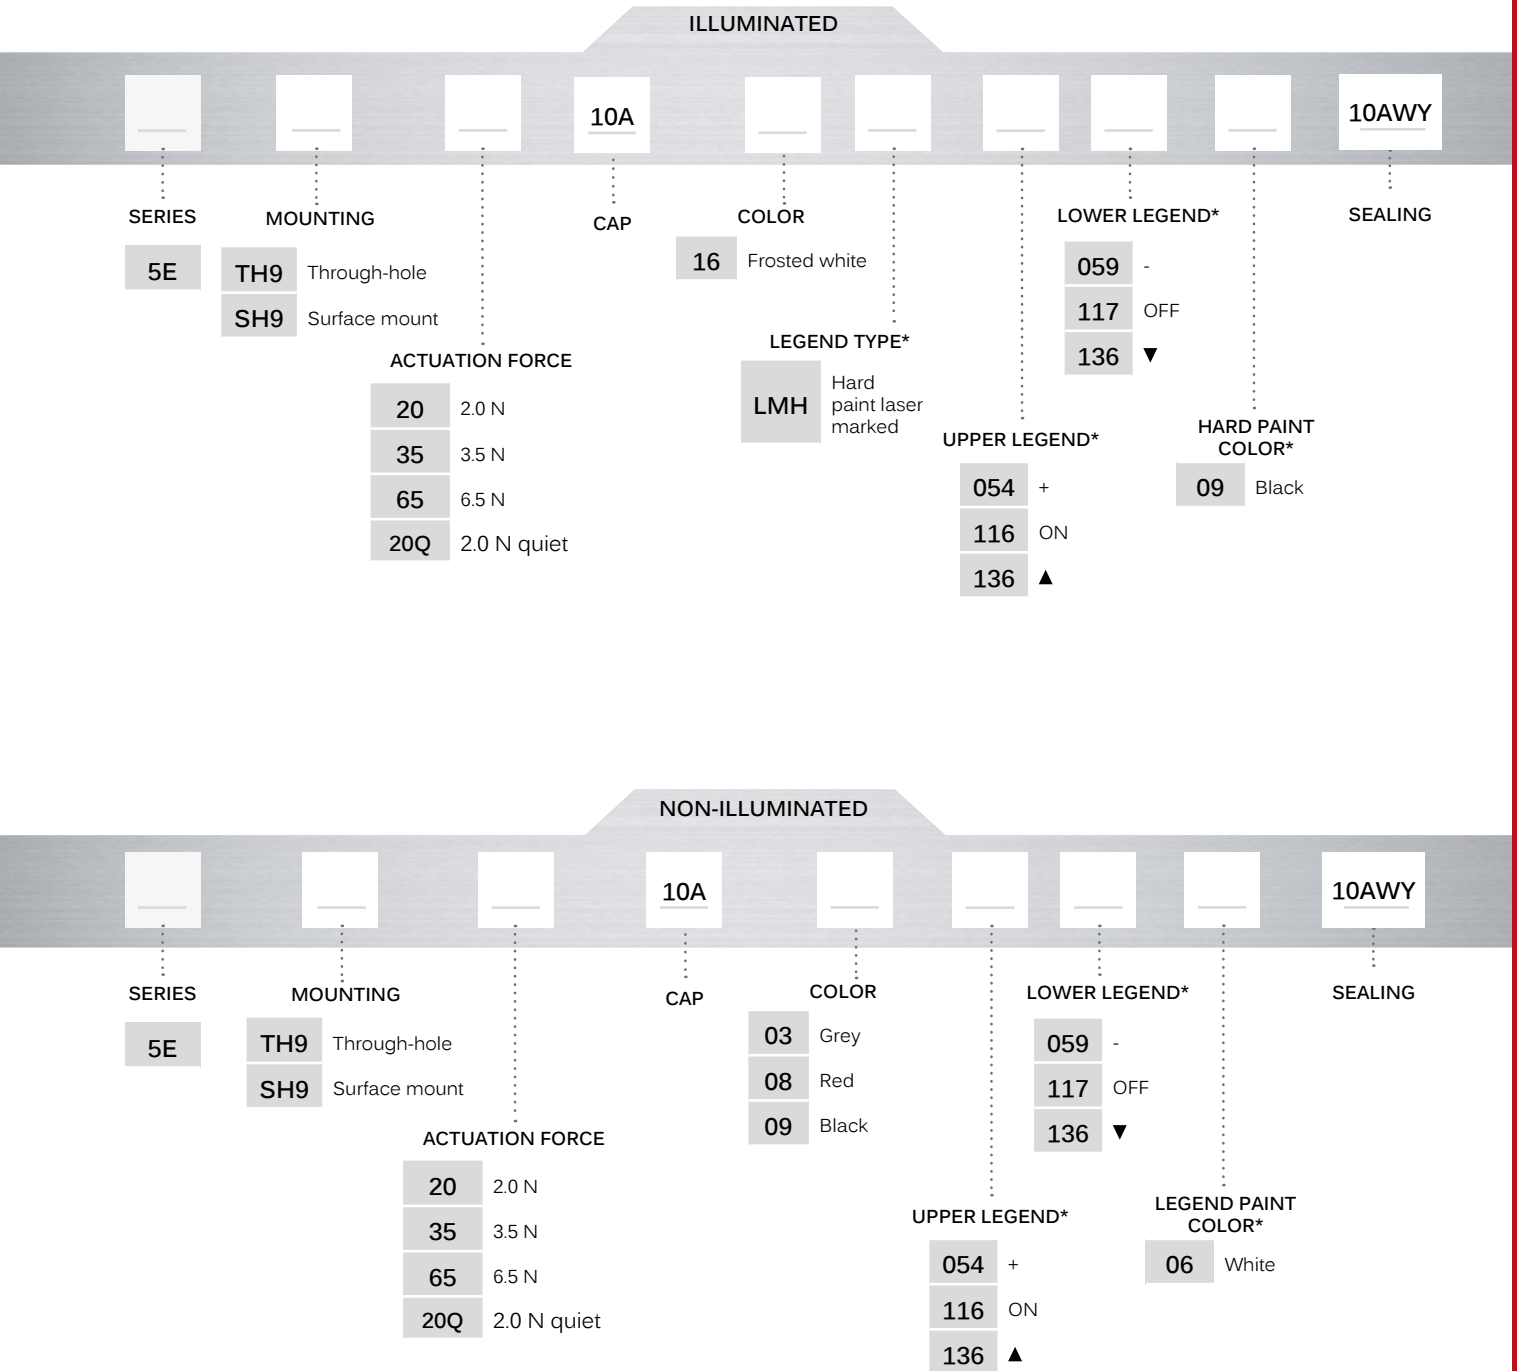 ILLUMINATED
10A
10AWY
SERIES
5E
MOUNTING
TH9 Through-hole
SH9 Surface mount
ACTUATION FORCE
20 2.0 N
35 3.5 N
65 6.5 N
20Q 2.0 N quiet
CAP
COLOR
16 Frosted white
LEGEND TYPE*
LMH
Hard
paint laser
marked
UPPER LEGEND*
054 +
116 ON
136 ▲
LOWER LEGEND*
059 -
117 OFF
136 ▼
HARD PAINT
COLOR*
09 Black
SEALING
NON-ILLUMINATED
10A
10AWY
SERIES
5E
MOUNTING
TH9 Through-hole
SH9 Surface mount
ACTUATION FORCE
20 2.0 N
35 3.5 N
65 6.5 N
20Q 2.0 N quiet
CAP
COLOR
03 Grey
08 Red
09 Black
UPPER LEGEND*
054 +
116 ON
136 ▲
LOWER LEGEND*
059 -
117 OFF
136 ▼
LEGEND PAINT
COLOR*
06 White
SEALING